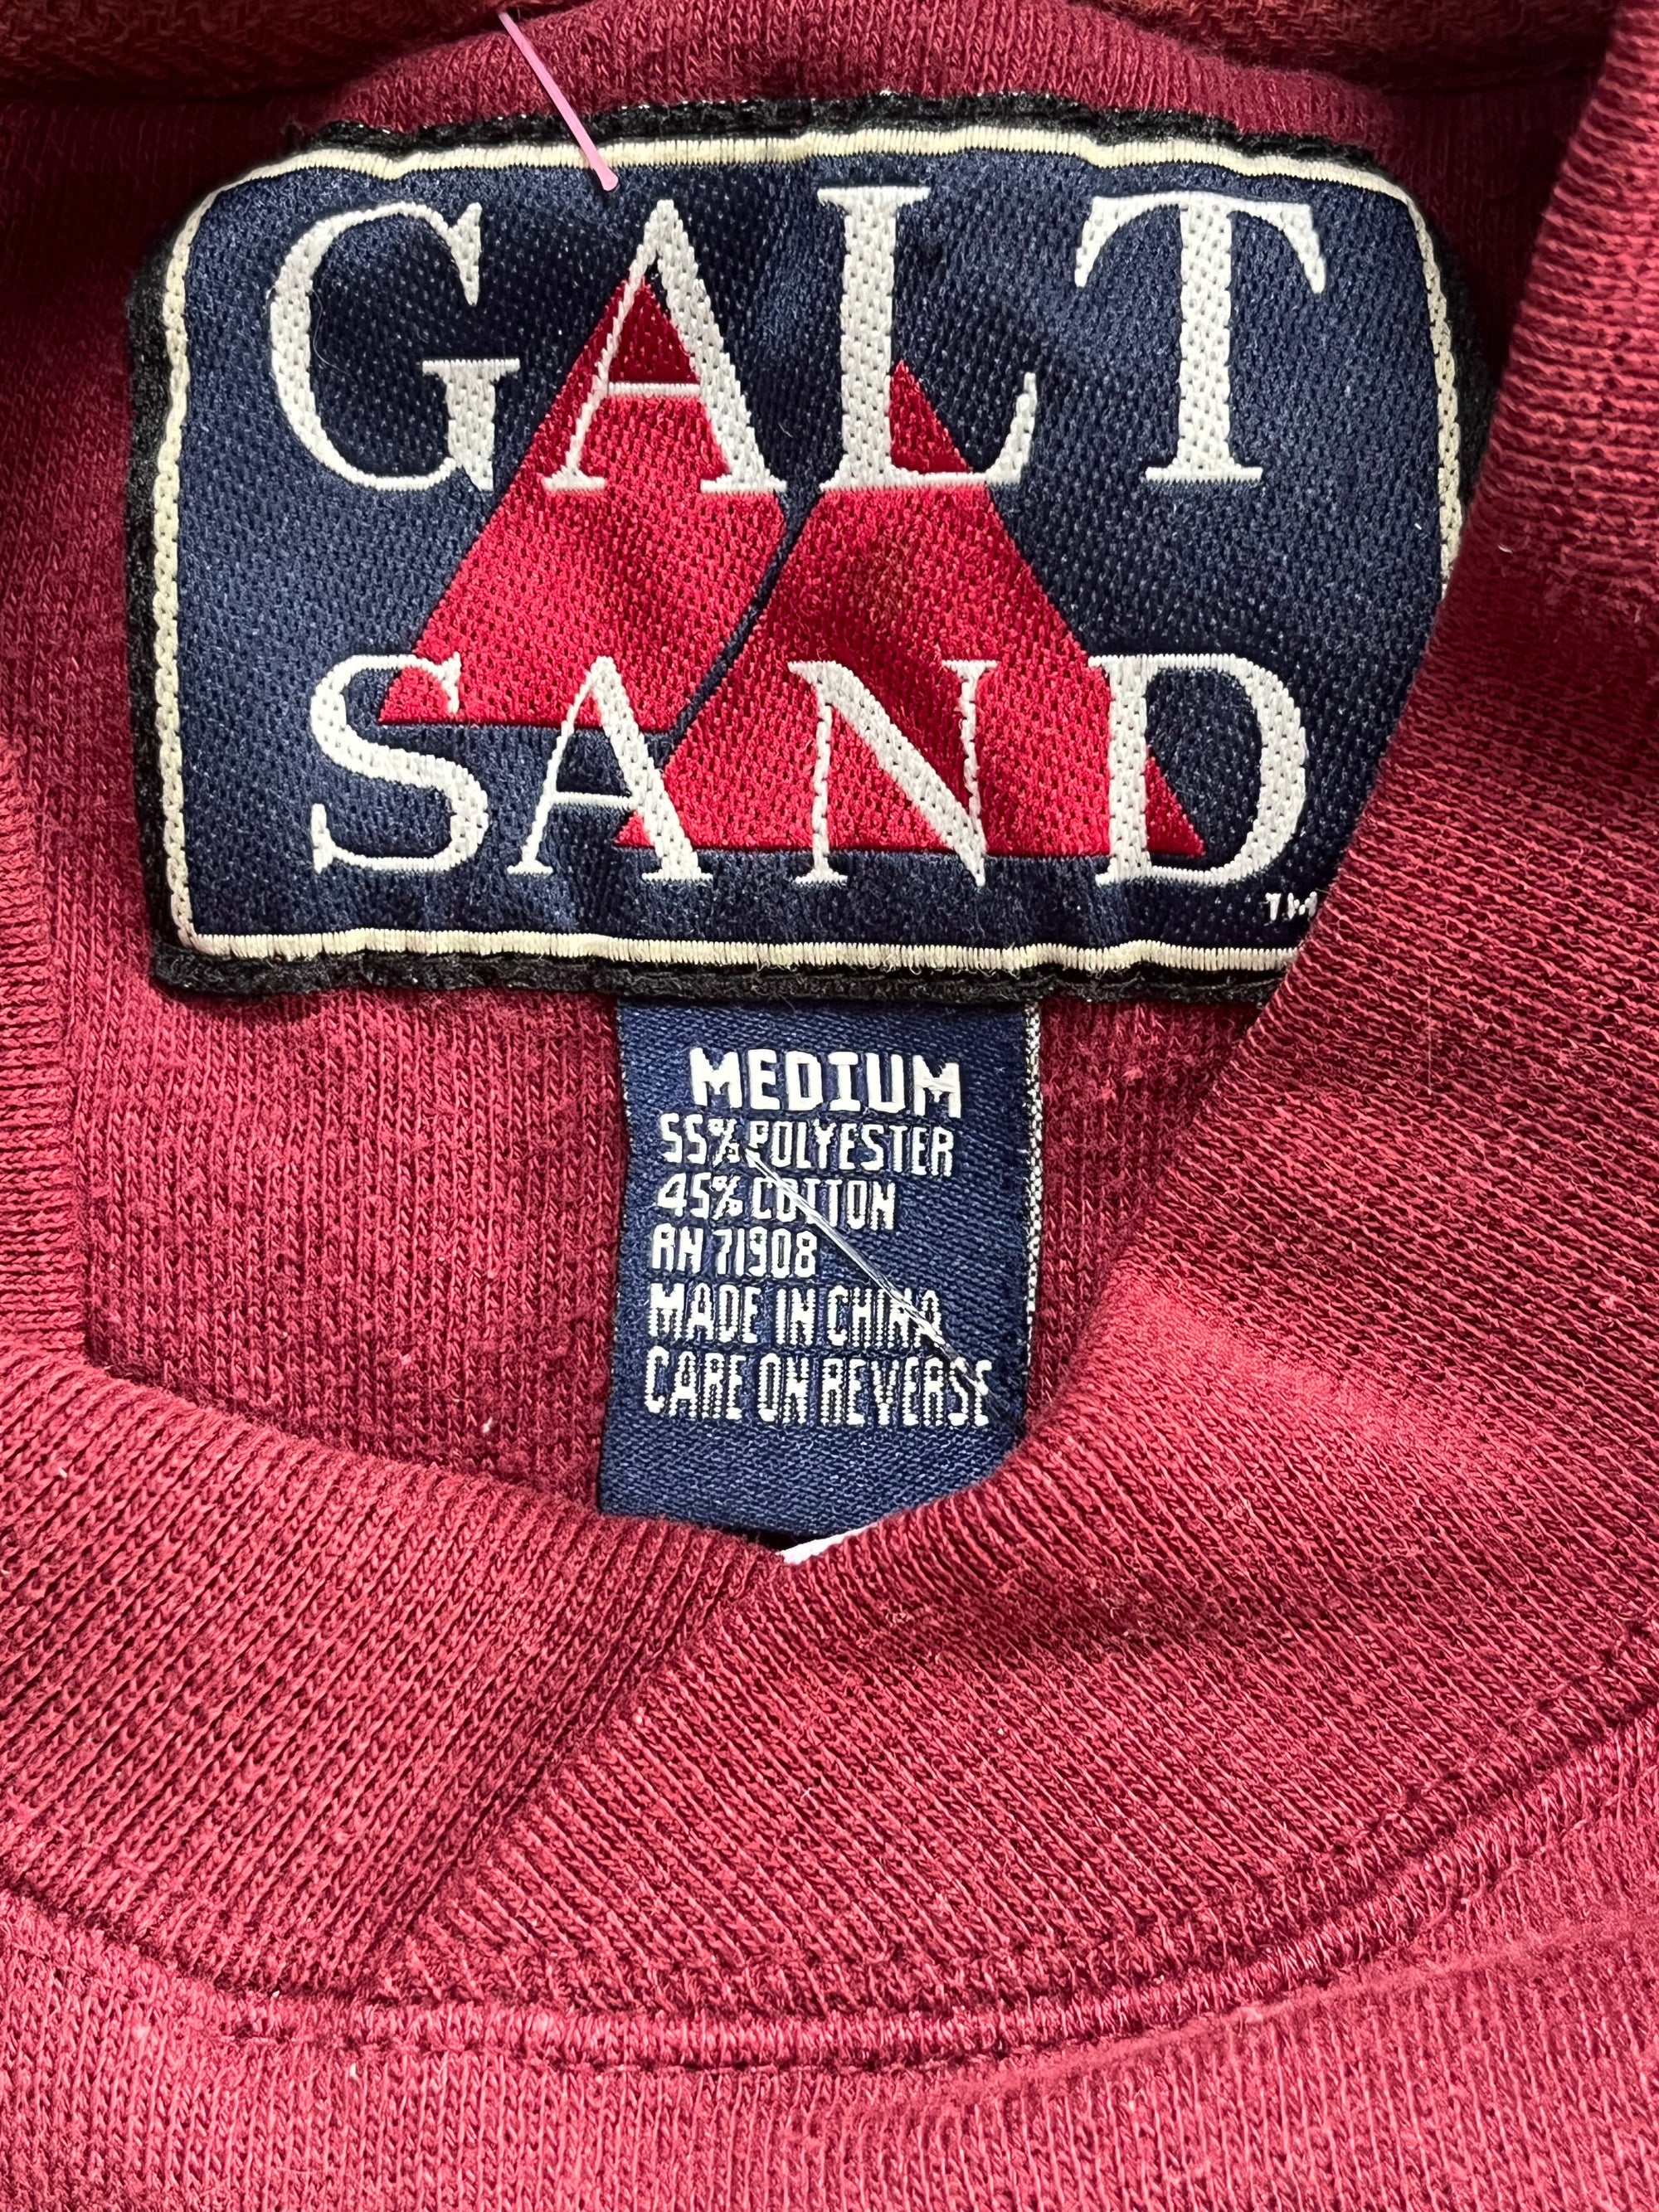 GALT
SAND
TM
MEDIUM
55% POLYESTER
45% COTTON
RN 71908
MADE IN CHINA
CARE ON REVERSE